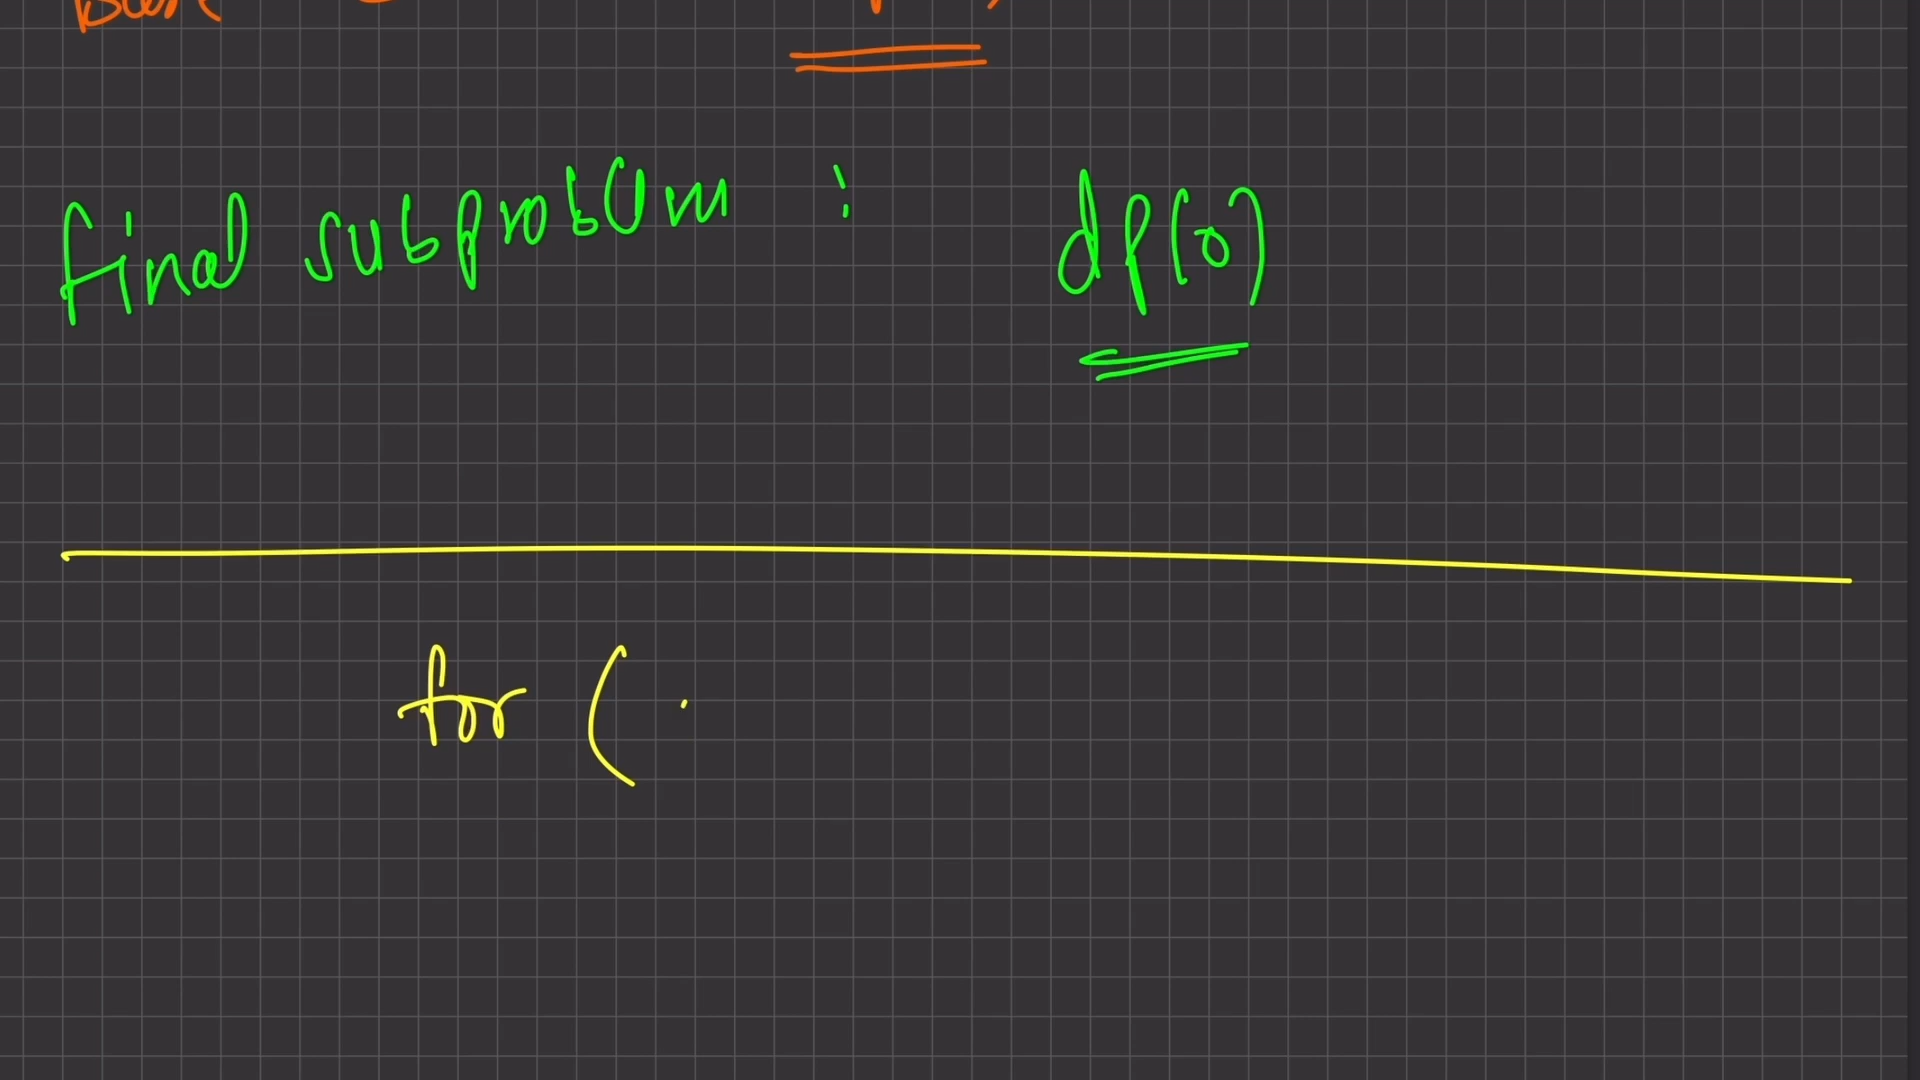 final subproblem : dp(0)
for (